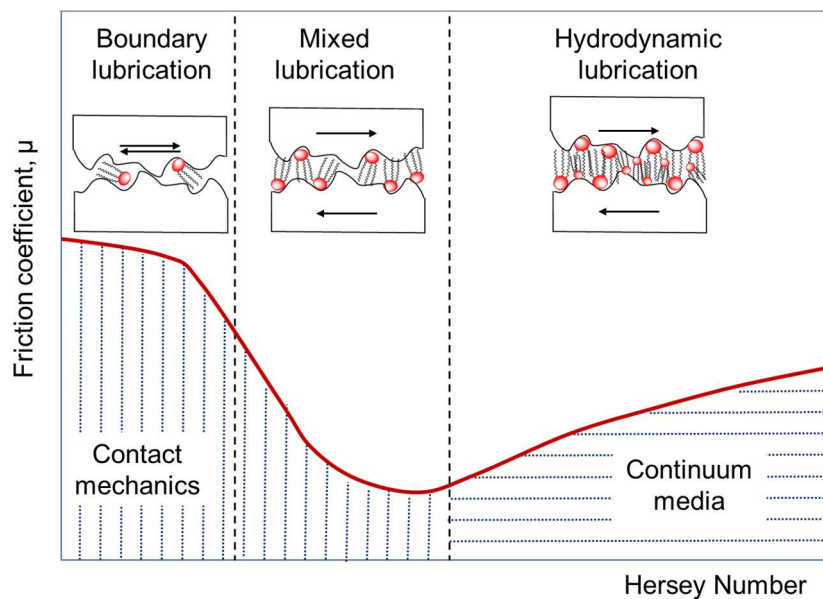 Boundary
lubrication
Mixed
lubrication
Hydrodynamic
lubrication
Friction coefficient, μ
Contact
mechanics
Continuum
media
Hersey Number